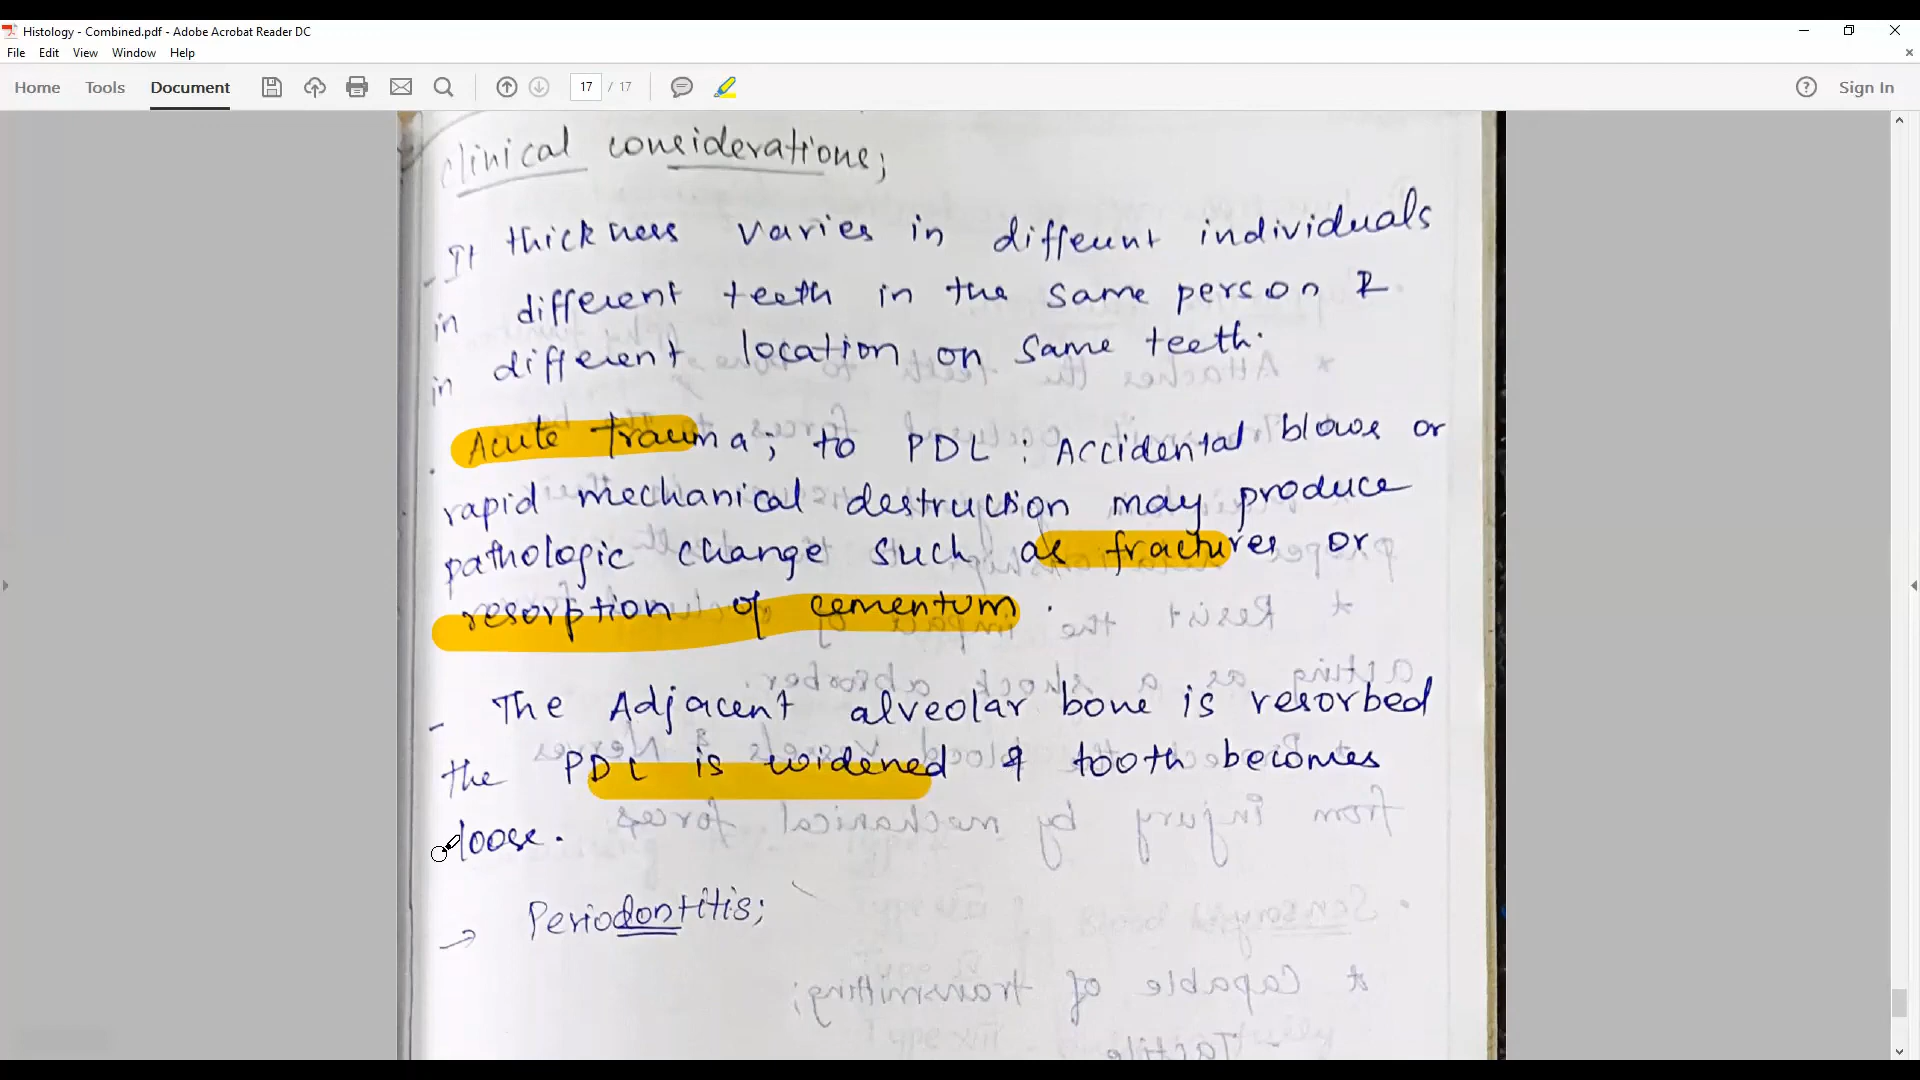 Histology - Combined.pdf - Adobe Acrobat Reader DC
File Edit View Window Help
Home Tools Document 17 / 17 Sign In
clinical considerations;
- It thickness varies in different individuals
in different teeth in the same person &
in different location on same teeth.
. Acute trauma; to PDL : Accidental blows or
rapid mechanical destruction may produce
pathologic change such as fractures or
resorption of cementum.
- The Adjacent alveolar bone is resorbed
the PDL is widened & tooth becomes
loose.
→ Periodontitis;